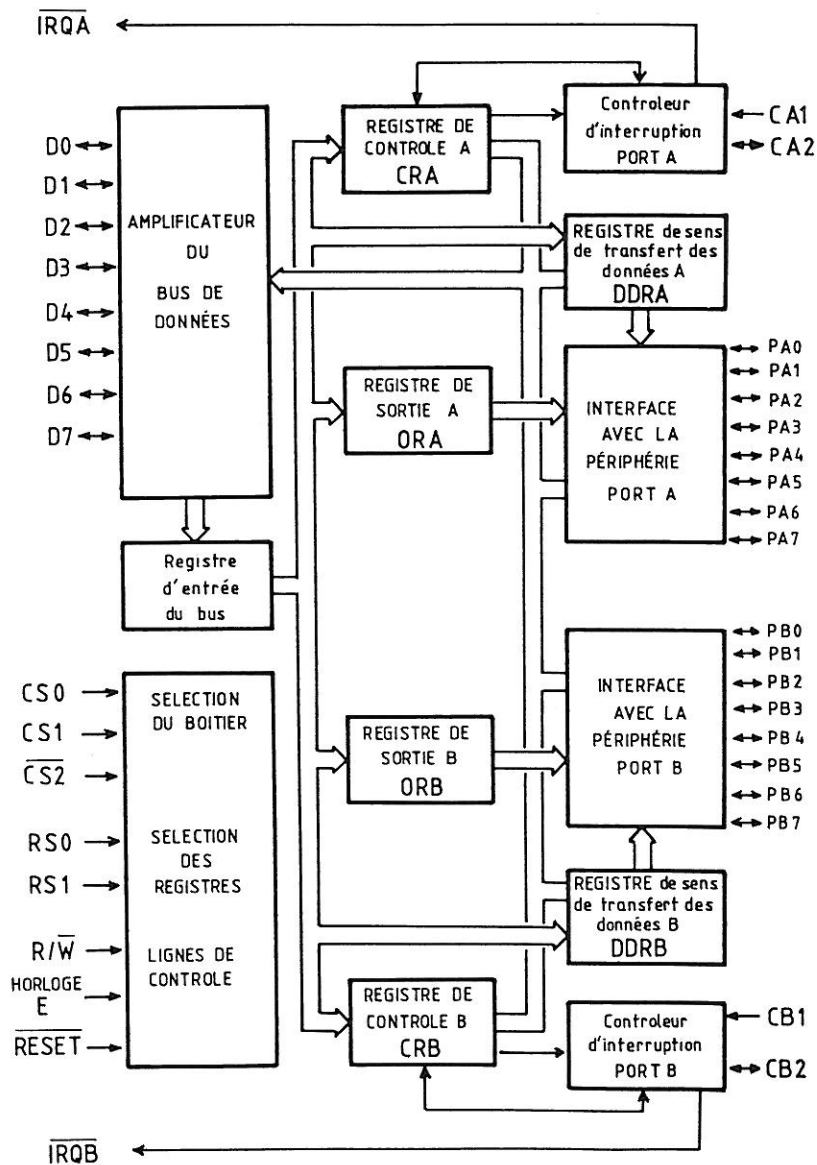 I̅R̅Q̅A̅
D0
D1
D2
D3
D4
D5
D6
D7
AMPLIFICATEUR
DU
BUS DE
DONNÉES
Registre
d'entrée
du bus
CS0
CS1
C̅S̅2̅
RS0
RS1
R/W̅
HORLOGE
E
R̅E̅S̅E̅T̅
SELECTION
DU BOITIER
SELECTION
DES
REGISTRES
LIGNES DE
CONTROLE
I̅R̅Q̅B̅
REGISTRE DE
CONTROLE A
CRA
REGISTRE DE
SORTIE A
ORA
REGISTRE DE
SORTIE B
ORB
REGISTRE DE
CONTROLE B
CRB
Controleur
d'interruption
PORT A
CA1
CA2
REGISTRE de sens
de transfert des
données A
DDRA
INTERFACE
AVEC LA
PÉRIPHÉRIE
PORT A
PA0
PA1
PA2
PA3
PA4
PA5
PA6
PA7
INTERFACE
AVEC LA
PÉRIPHÉRIE
PORT B
PB0
PB1
PB2
PB3
PB4
PB5
PB6
PB7
REGISTRE de sens
de transfert des
données B
DDRB
Controleur
d'interruption
PORT B
CB1
CB2